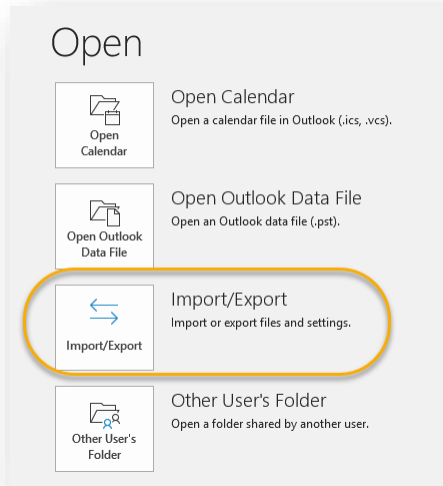 Open
Open
Calendar
Open Calendar
Open a calendar file in Outlook (.ics, .vcs).
Open Outlook
Data File
Open Outlook Data File
Open an Outlook data file (.pst).
Import/Export
Import/Export
Import or export files and settings.
Other User's
Folder
Other User's Folder
Open a folder shared by another user.